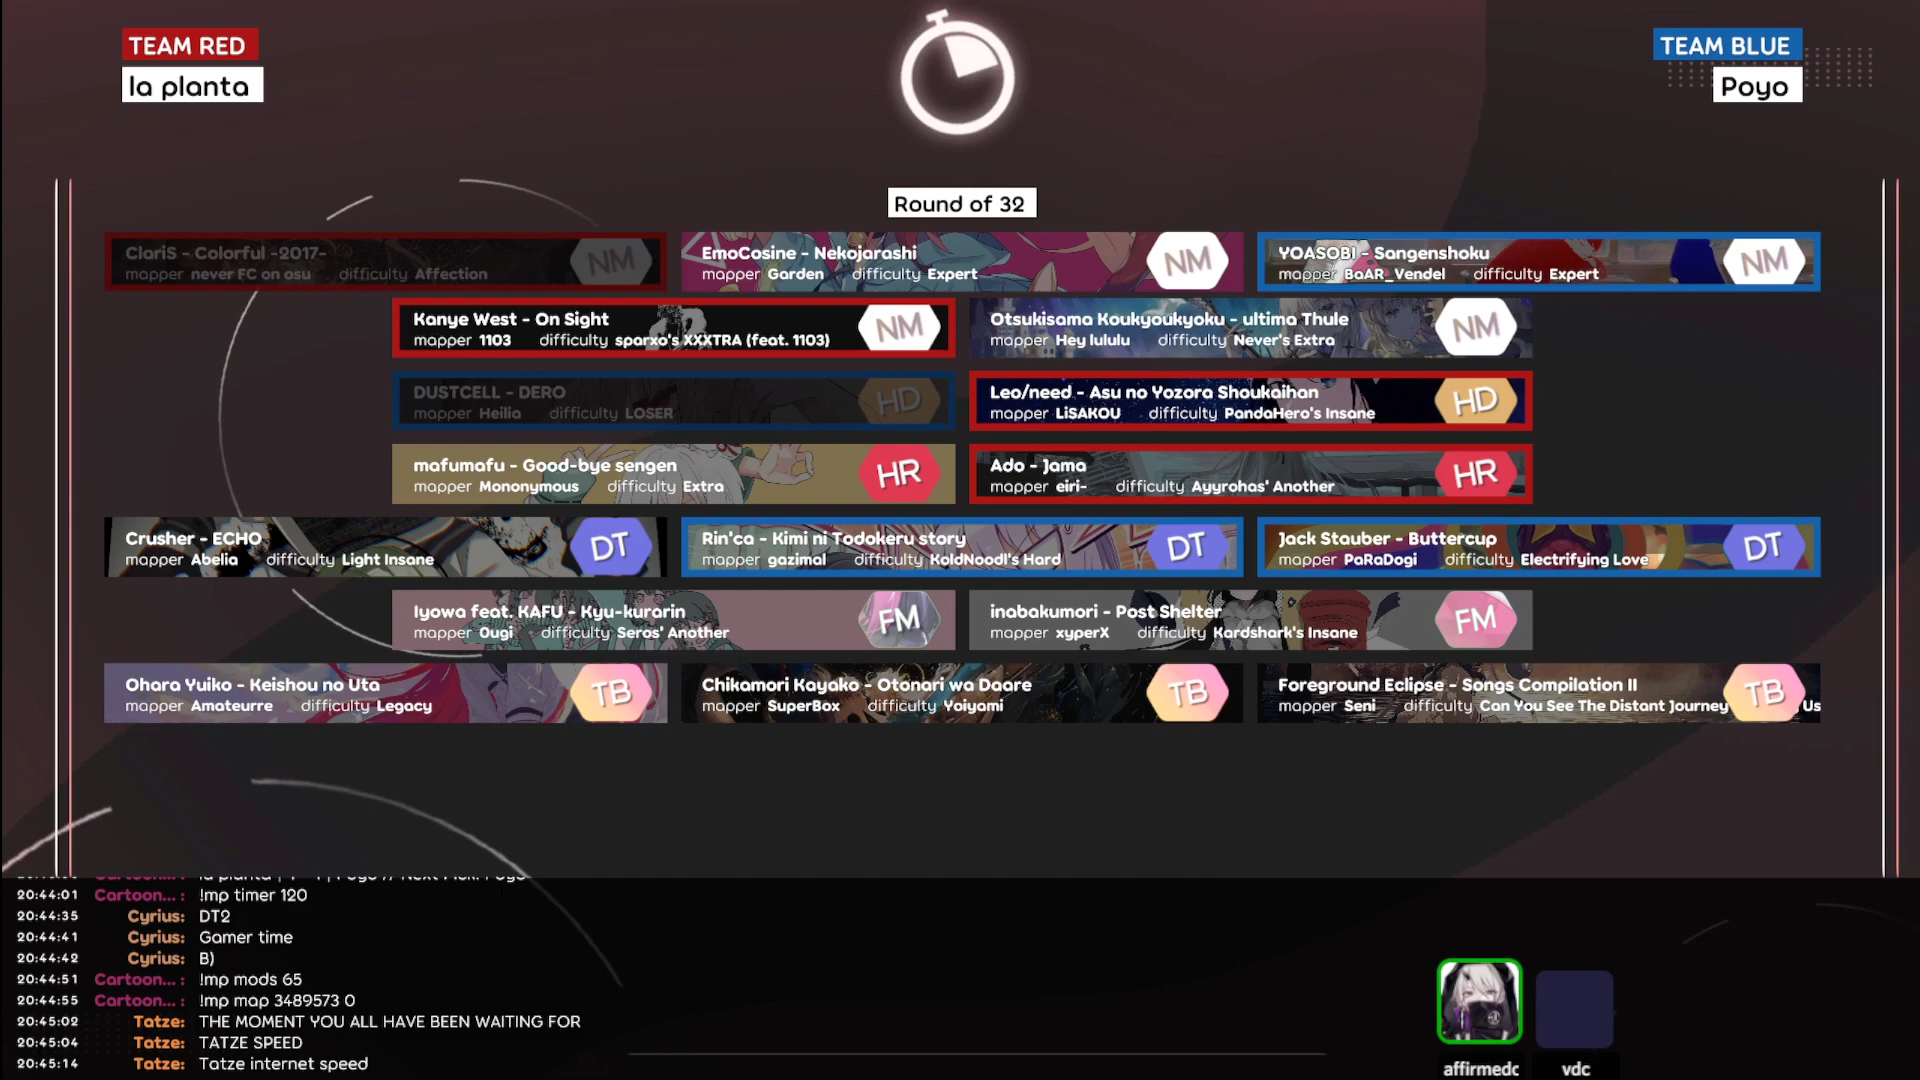 TEAM RED
la planta
TEAM BLUE
Poyo
Round of 32
ClariS - Colorful -2017-
mapper never FC on osu difficulty Affection
NM
EmoCosine - Nekojarashi
mapper Garden difficulty Expert
NM
YOASOBI - Sangenshoku
mapper BaAR_Vendel difficulty Expert
NM
Kanye West - On Sight
mapper 1103 difficulty sparxo's XXXTRA (feat. 1103)
NM
Otsukisama Koukyoukyoku - ultima Thule
mapper Hey lululu difficulty Never's Extra
NM
DUSTCELL - DERO
mapper Heilia difficulty LOSER
HD
Leo/need - Asu no Yozora Shoukaihan
mapper LiSAKOU difficulty PandaHero's Insane
HD
mafumafu - Good-bye sengen
mapper Mononymous difficulty Extra
HR
Ado - Jama
mapper eiri- difficulty Ayyrohas' Another
HR
Crusher - ECHO
mapper Abelia difficulty Light Insane
DT
Rin'ca - Kimi ni Todokeru story
mapper gazimal difficulty KoldNoodl's Hard
DT
Jack Stauber - Buttercup
mapper PaRaDogi difficulty Electrifying Love
DT
Iyowa feat. KAFU - Kyu-kurarin
mapper Ougi difficulty Seros' Another
FM
inabakumori - Post Shelter
mapper xyperX difficulty Kardshark's Insane
FM
Ohara Yuiko - Keishou no Uta
mapper Amateurre difficulty Legacy
TB
Chikamori Kayako - Otonari wa Daare
mapper SuperBox difficulty Yoiyami
TB
Foreground Eclipse - Songs Compilation II
mapper Seni difficulty Can You See The Distant Journey Us
TB
20:44:01 Cartoon... : !mp timer 120
20:44:35 Cyrius: DT2
20:44:41 Cyrius: Gamer time
20:44:42 Cyrius: B)
20:44:51 Cartoon... : !mp mods 65
20:44:55 Cartoon... : !mp map 3489573 0
20:45:02 Tatze: THE MOMENT YOU ALL HAVE BEEN WAITING FOR
20:45:04 Tatze: TATZE SPEED
20:45:14 Tatze: Tatze internet speed
affirmedc
vdc